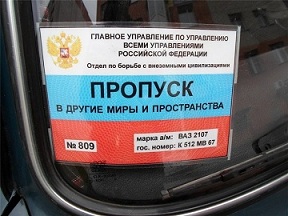 ГЛАВНОЕ УПРАВЛЕНИЕ ПО УПРАВЛЕНИЮ
ВСЕМИ УПРАВЛЕНИЯМИ
РОССИЙСКОЙ ФЕДЕРАЦИИ
Отдел по борьбе с внеземными цивилизациями
ПРОПУСК
В ДРУГИЕ МИРЫ И ПРОСТРАНСТВА
№ 809
марка а/м: ВАЗ 2107
гос. номер: К 512 МВ 67